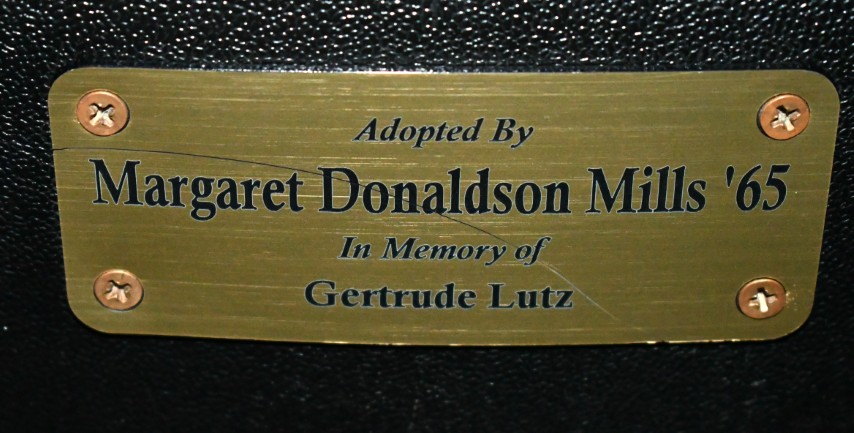 Adopted By
Margaret Donaldson Mills '65
In Memory of
Gertrude Lutz